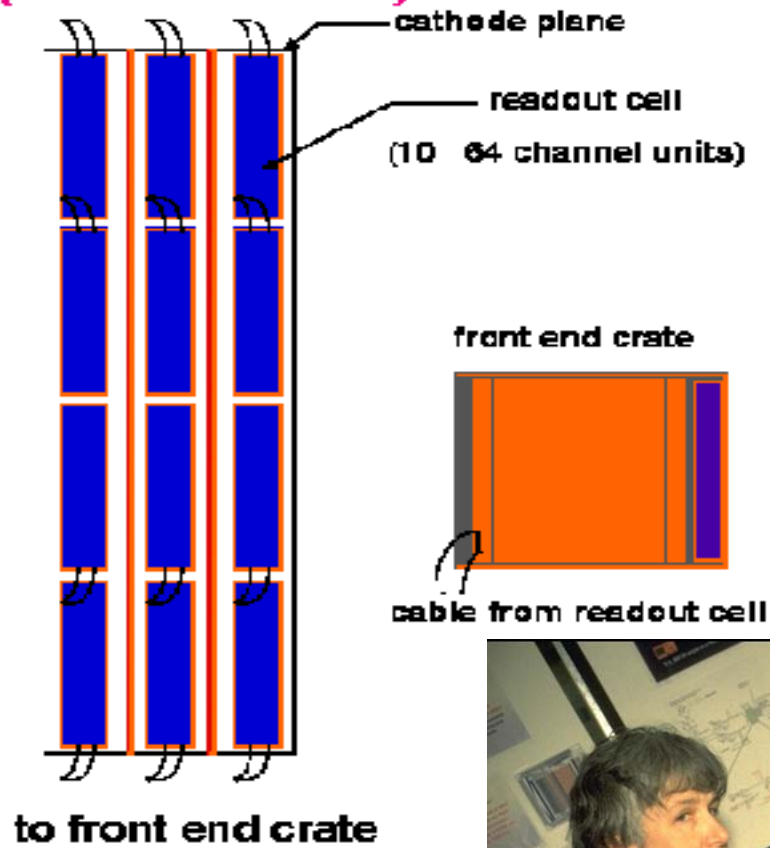 cathode plane
readout cell
(10 64 channel units)
front end crate
cable from readout cell
to front end crate